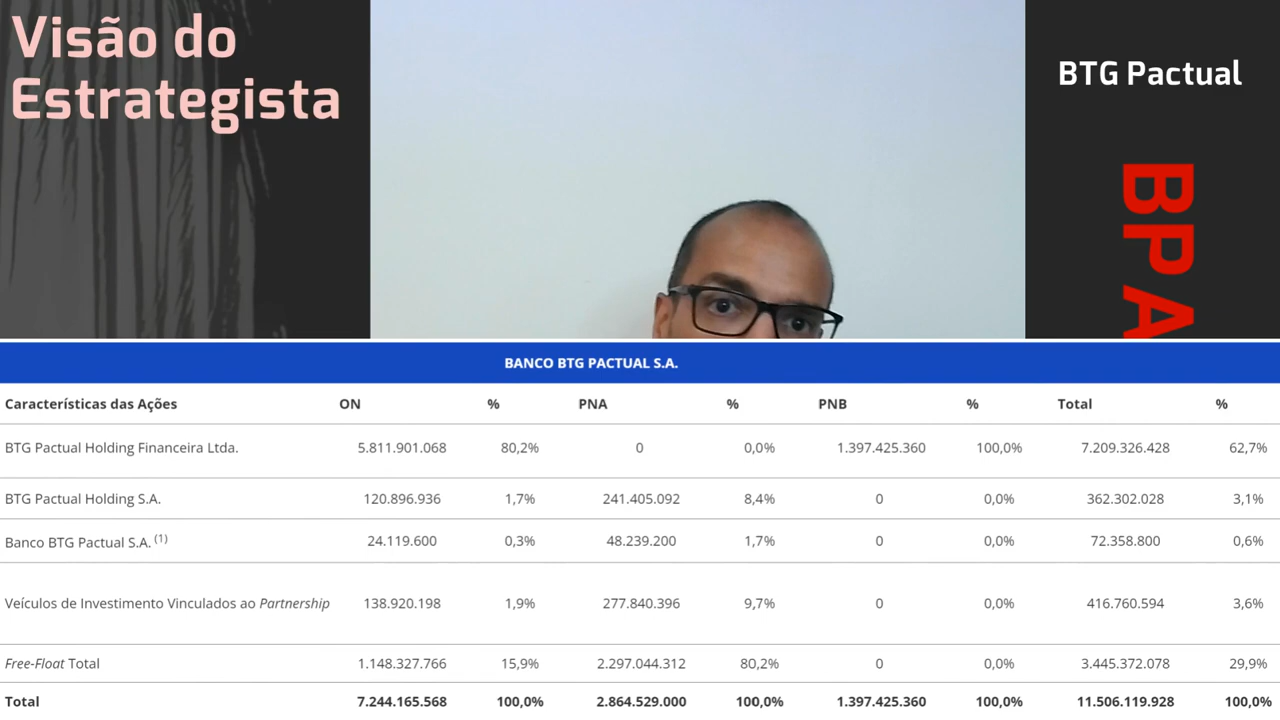 Visão do
Estrategista
BTG Pactual
BPA
BANCO BTG PACTUAL S.A.
Características das Ações ON % PNA % PNB % Total %
BTG Pactual Holding Financeira Ltda. 5.811.901.068 80,2% 0 0,0% 1.397.425.360 100,0% 7.209.326.428 62,7%
BTG Pactual Holding S.A. 120.896.936 1,7% 241.405.092 8,4% 0 0,0% 362.302.028 3,1%
Banco BTG Pactual S.A. (1) 24.119.600 0,3% 48.239.200 1,7% 0 0,0% 72.358.800 0,6%
Veículos de Investimento Vinculados ao Partnership 138.920.198 1,9% 277.840.396 9,7% 0 0,0% 416.760.594 3,6%
Free-Float Total 1.148.327.766 15,9% 2.297.044.312 80,2% 0 0,0% 3.445.372.078 29,9%
Total 7.244.165.568 100,0% 2.864.529.000 100,0% 1.397.425.360 100,0% 11.506.119.928 100,0%